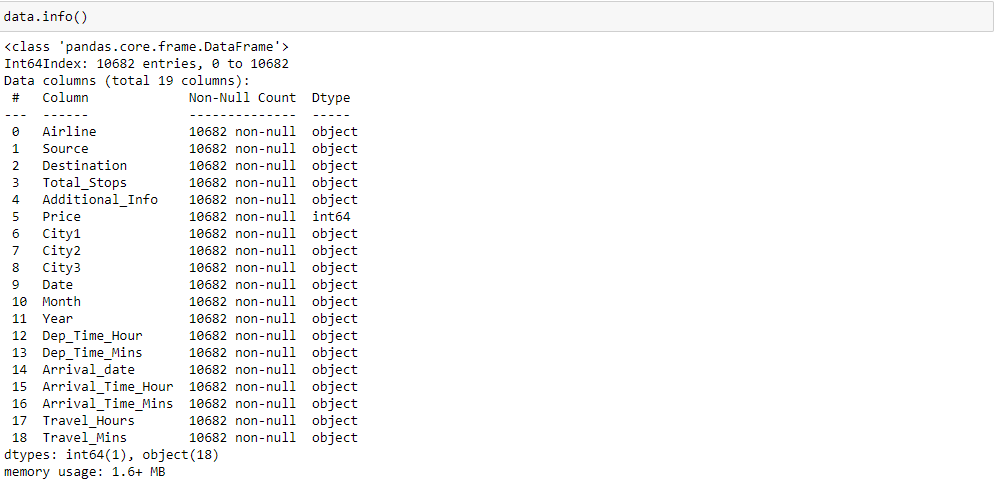 data.info()
<class 'pandas.core.frame.DataFrame'>
Int64Index: 10682 entries, 0 to 10682
Data columns (total 19 columns):
 #   Column             Non-Null Count  Dtype
---  ------             --------------  -----
 0   Airline            10682 non-null  object
 1   Source             10682 non-null  object
 2   Destination        10682 non-null  object
 3   Total_Stops        10682 non-null  object
 4   Additional_Info    10682 non-null  object
 5   Price              10682 non-null  int64
 6   City1              10682 non-null  object
 7   City2              10682 non-null  object
 8   City3              10682 non-null  object
 9   Date               10682 non-null  object
 10  Month              10682 non-null  object
 11  Year               10682 non-null  object
 12  Dep_Time_Hour      10682 non-null  object
 13  Dep_Time_Mins      10682 non-null  object
 14  Arrival_date       10682 non-null  object
 15  Arrival_Time_Hour  10682 non-null  object
 16  Arrival_Time_Mins  10682 non-null  object
 17  Travel_Hours       10682 non-null  object
 18  Travel_Mins        10682 non-null  object
dtypes: int64(1), object(18)
memory usage: 1.6+ MB